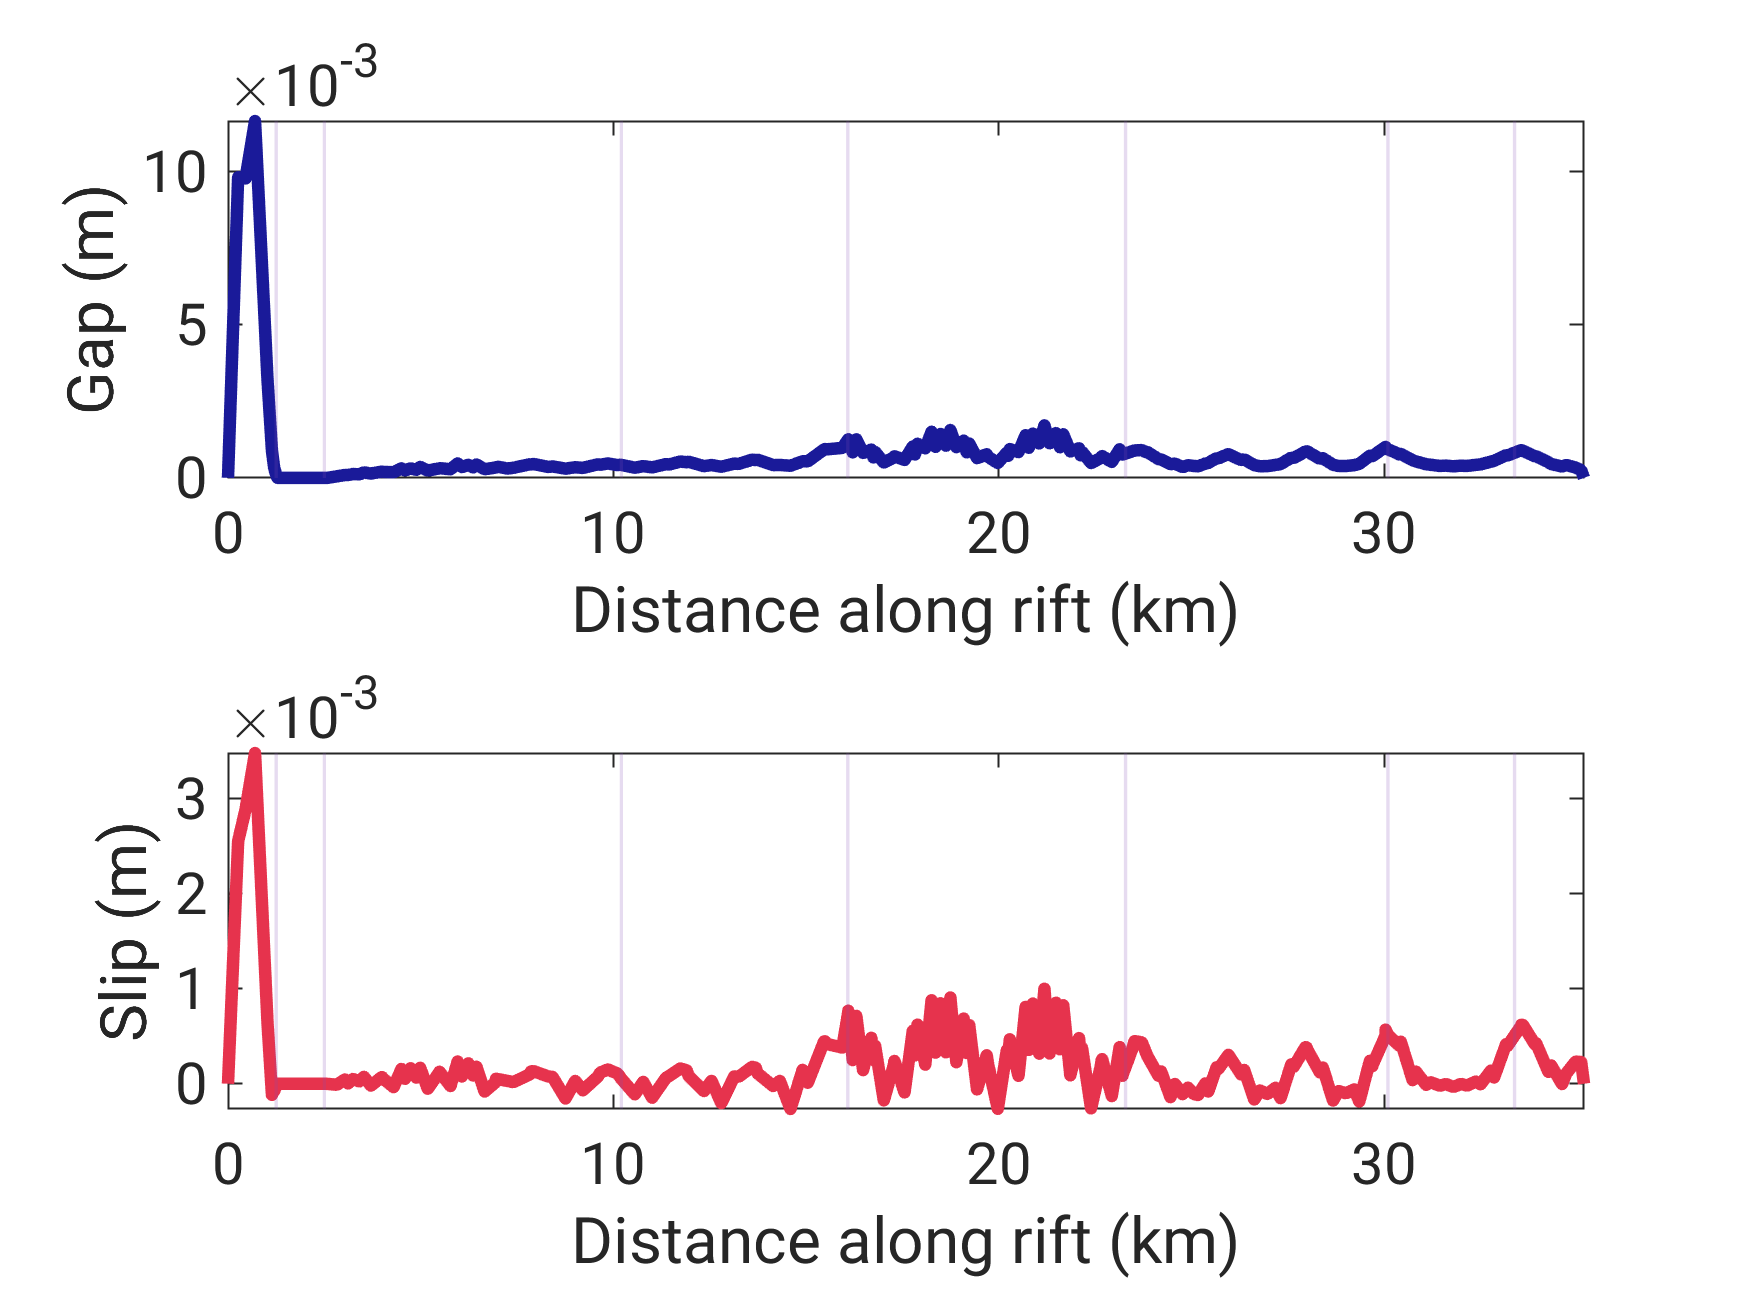 ×10-3
Gap (m)
10
5
0
0 10 20 30
Distance along rift (km)
×10-3
Slip (m)
3
2
1
0
0 10 20 30
Distance along rift (km)